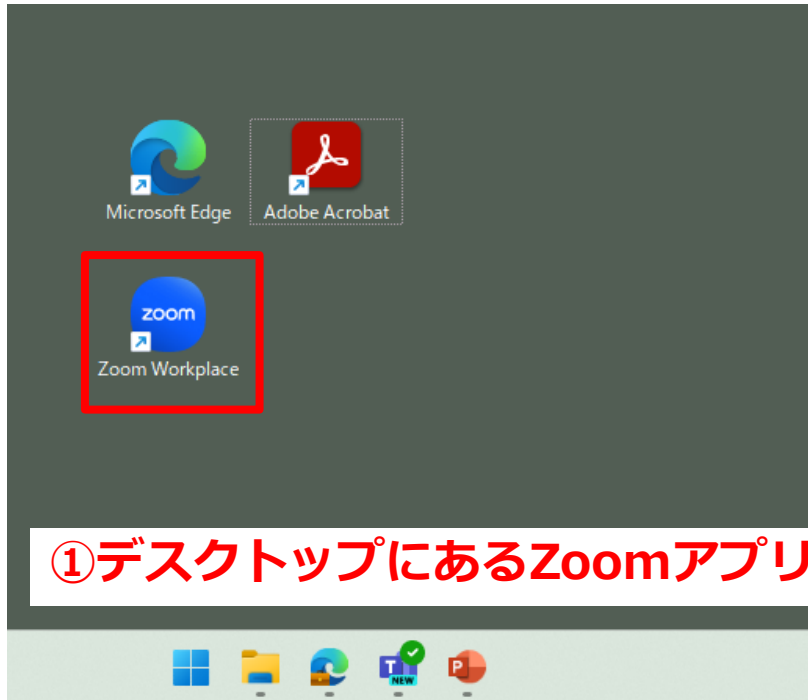 Microsoft Edge
Adobe Acrobat
zoom
Zoom Workplace
①デスクトップにあるZoomアプリ
T
NEW
P